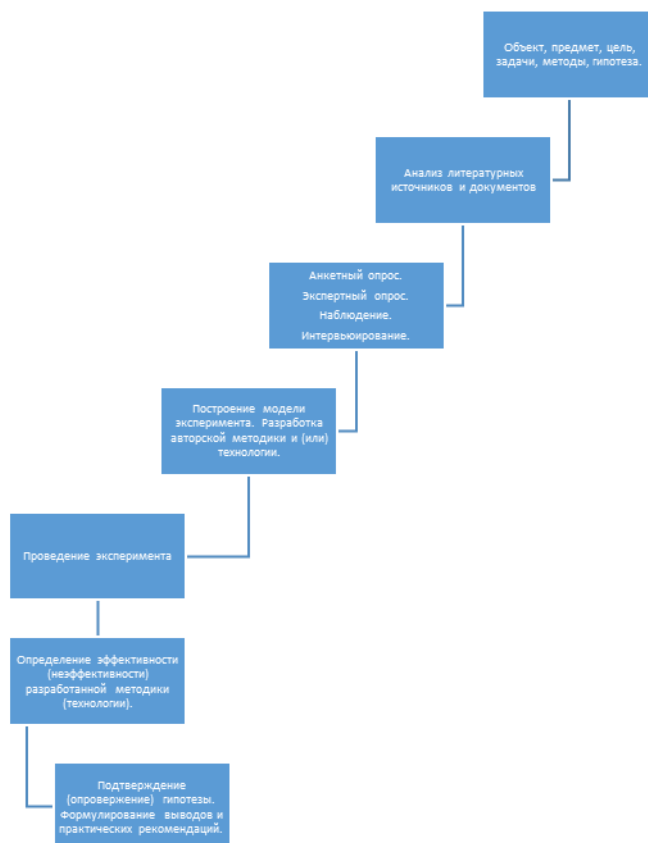 Объект, предмет, цель,
задачи, методы, гипотеза.
Анализ литературных
источников и документов
Анкетный опрос.
Экспертный опрос.
Наблюдение.
Интервьюирование.
Построение модели
эксперимента. Разработка
авторской методики и (или)
технологии.
Проведение эксперимента
Определение эффективности
(неэффективности)
разработанной методики
(технологии).
Подтверждение
(опровержение) гипотезы.
Формулирование выводов и
практических рекомендаций.